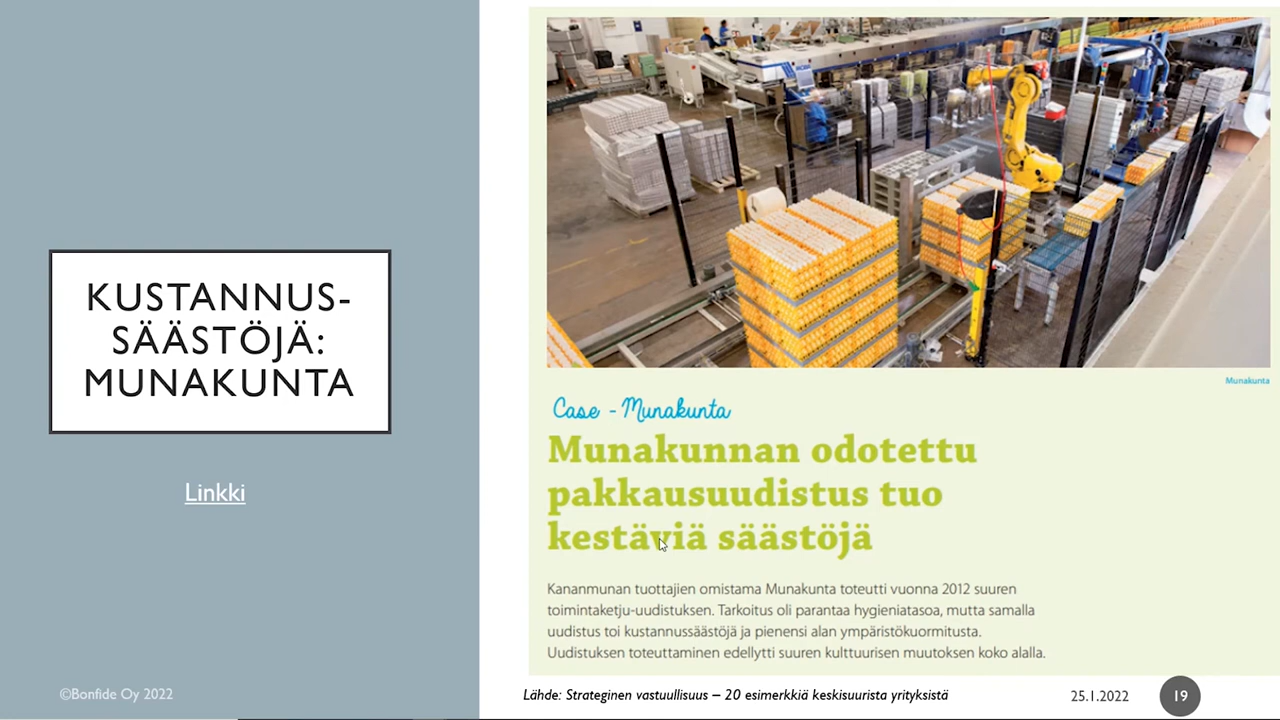 KUSTANNUS-
SÄÄSTÖJÄ:
MUNAKUNTA
Linkki
©Bonfide Oy 2022
Munakunta
Case - Munakunta
Munakunnan odotettu
pakkausuudistus tuo
kestäviä säästöjä
Kananmunan tuottajien omistama Munakunta toteutti vuonna 2012 suuren
toimintaketju-uudistuksen. Tarkoitus oli parantaa hygieniatasoa, mutta samalla
uudistus toi kustannussäästöjä ja pienensi alan ympäristökuormitusta.
Uudistuksen toteuttaminen edellytti suuren kulttuurisen muutoksen koko alalla.
Lähde: Strateginen vastuullisuus – 20 esimerkkiä keskisuurista yrityksistä
25.1.2022
19